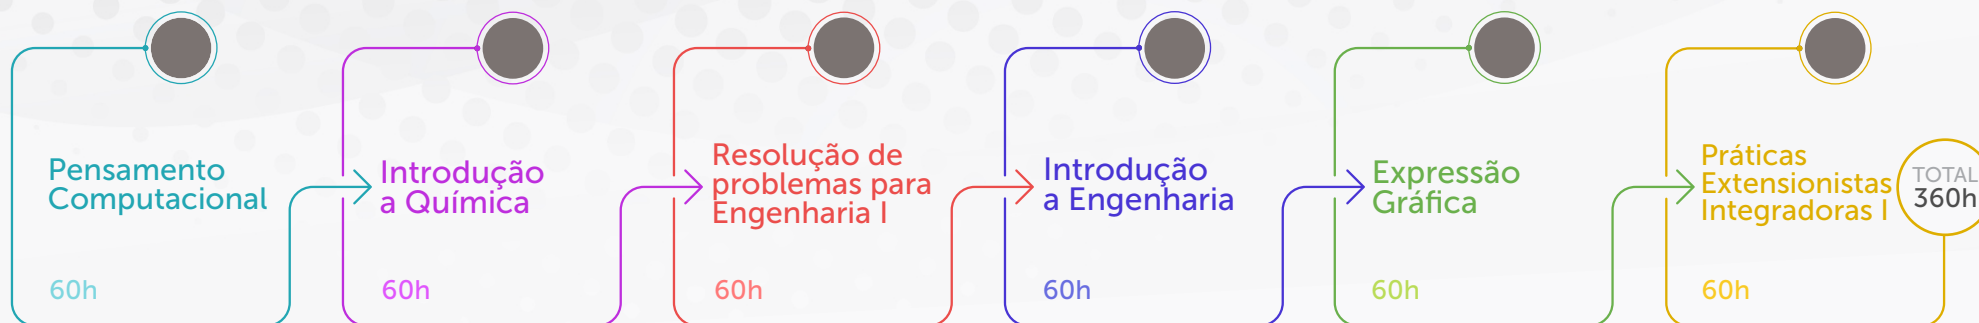 Pensamento
Computacional
60h
Introdução
a Química
60h
Resolução de
problemas para
Engenharia I
60h
Introdução
a Engenharia
60h
Expressão
Gráfica
60h
Práticas
Extensionistas
Integradoras I
60h
TOTAL
360h